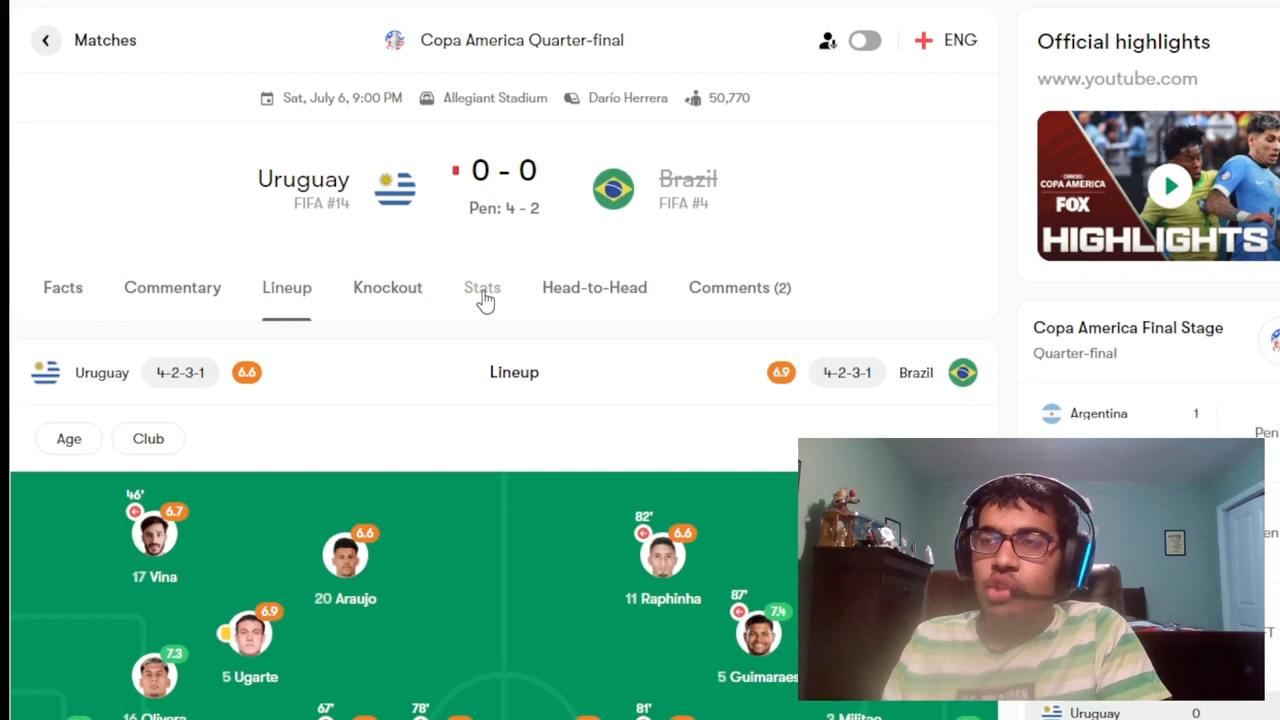 Matches
Copa America Quarter-final
ENG
Sat, July 6, 9:00 PM
Allegiant Stadium
Darío Herrera
50,770
Uruguay
FIFA #14
0 - 0
Pen: 4 - 2
Brazil
FIFA #4
Facts
Commentary
Lineup
Knockout
Stats
Head-to-Head
Comments (2)
Uruguay
4-2-3-1
6.6
Lineup
6.9
4-2-3-1
Brazil
Age
Club
46'
6.7
17 Vina
6.6
20 Araujo
82'
6.6
11 Raphinha
6.9
5 Ugarte
87'
7.4
5 Guimaraes
7.3
16 Olivera
67'
78'
81'
3 Militao
Official highlights
www.youtube.com
COPA AMERICA
FOX
HIGHLIGHTS
Copa America Final Stage
Quarter-final
Argentina
1
Pen
Uruguay
0